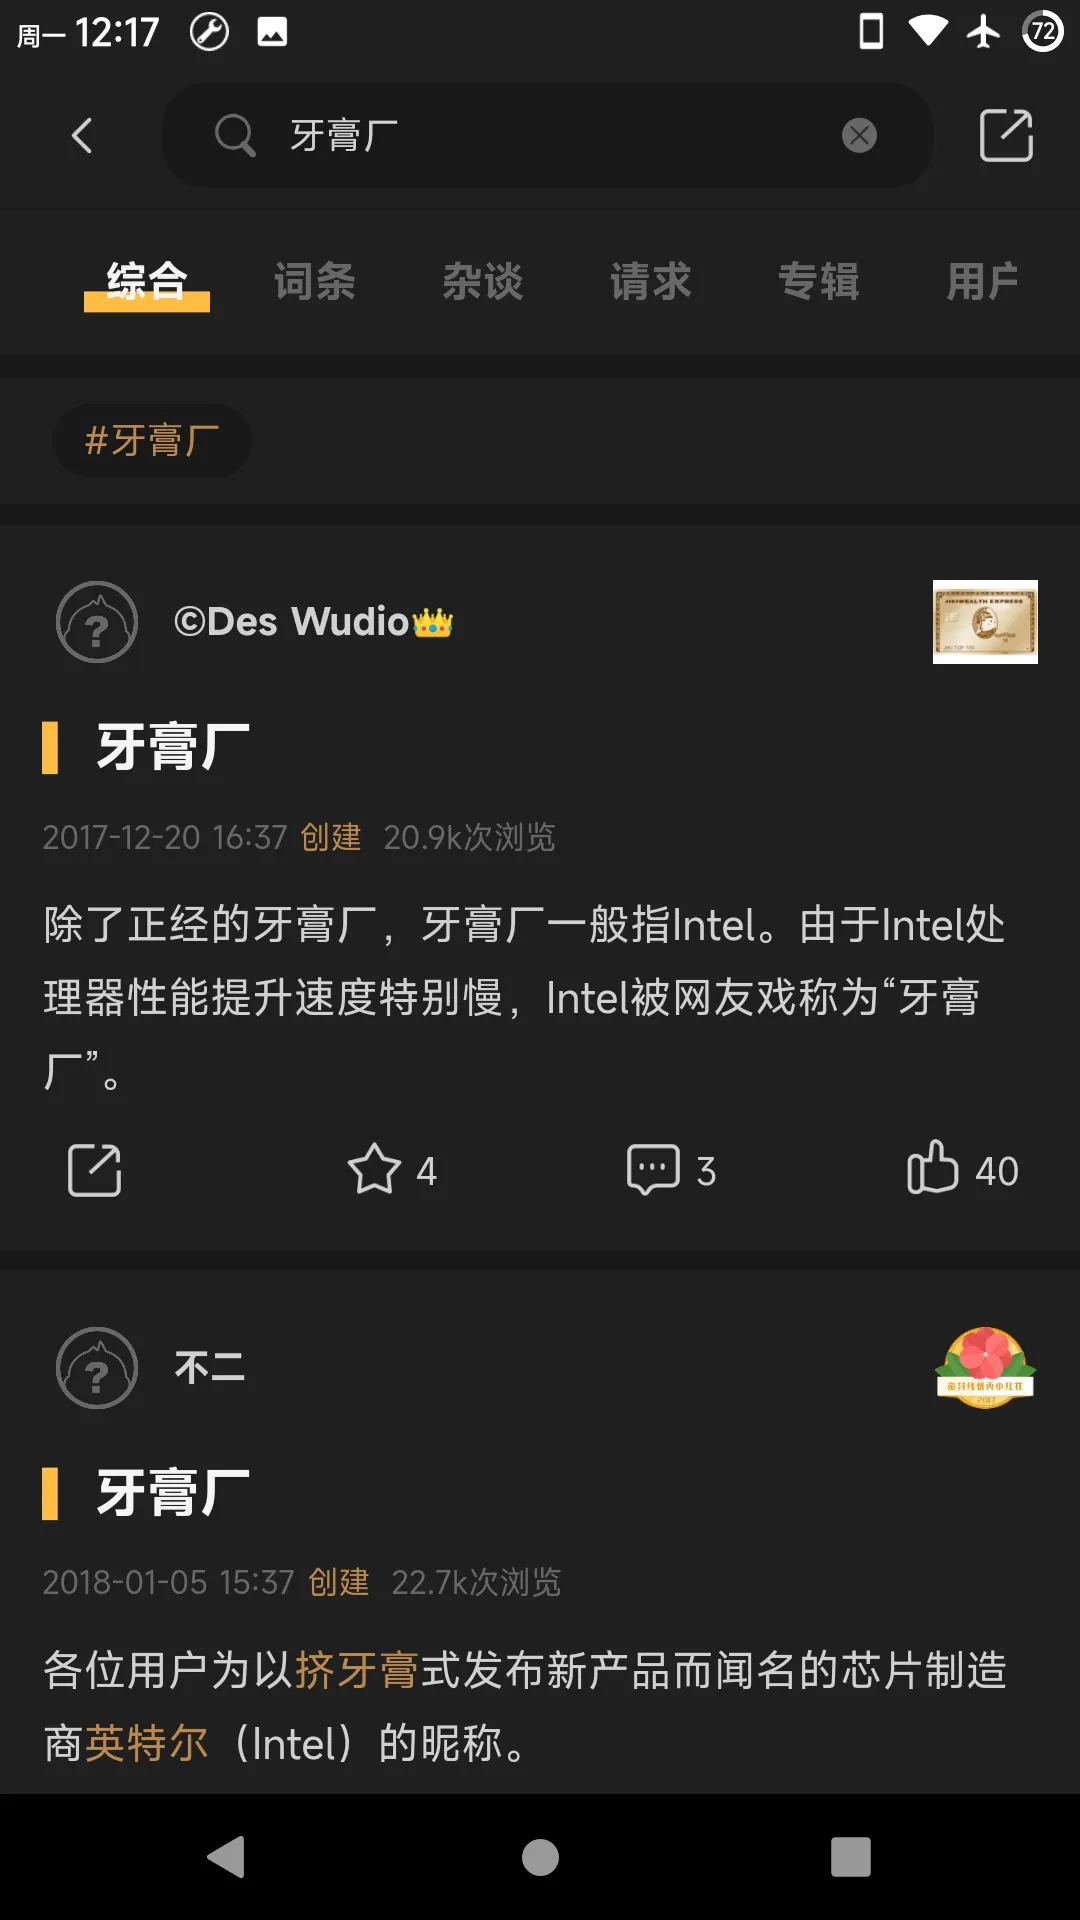 周一 12:17
72
牙膏厂
综合 词条 杂谈 请求 专辑 用户
#牙膏厂
©Des Wudio👑
牙膏厂
2017-12-20 16:37 创建 20.9k次浏览
除了正经的牙膏厂，牙膏厂一般指Intel。由于Intel处
理器性能提升速度特别慢，Intel被网友戏称为“牙膏
厂”。
4 3 40
不二
牙膏厂
2018-01-05 15:37 创建 22.7k次浏览
各位用户为以挤牙膏式发布新产品而闻名的芯片制造
商英特尔（Intel）的昵称。